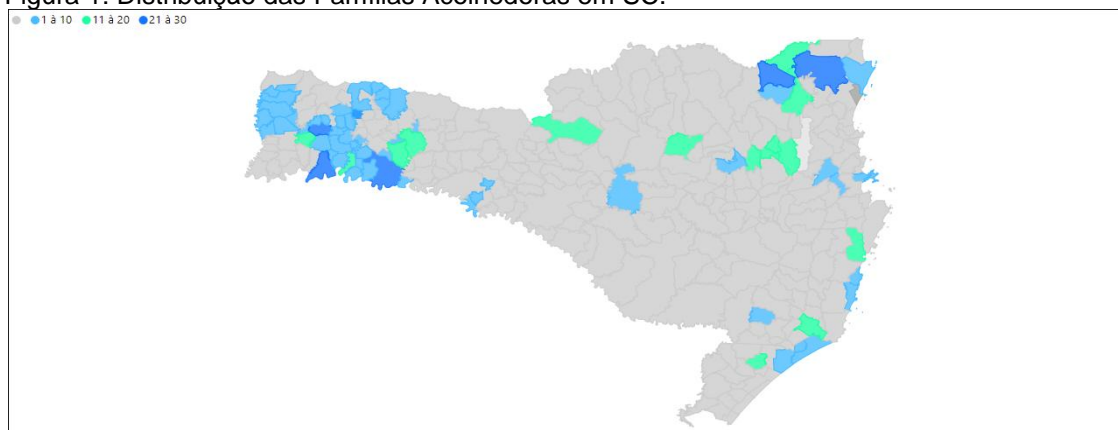 Figura 1: Distribuição das Famílias Acolhedoras em SC.
1 à 10 11 à 20 21 à 30